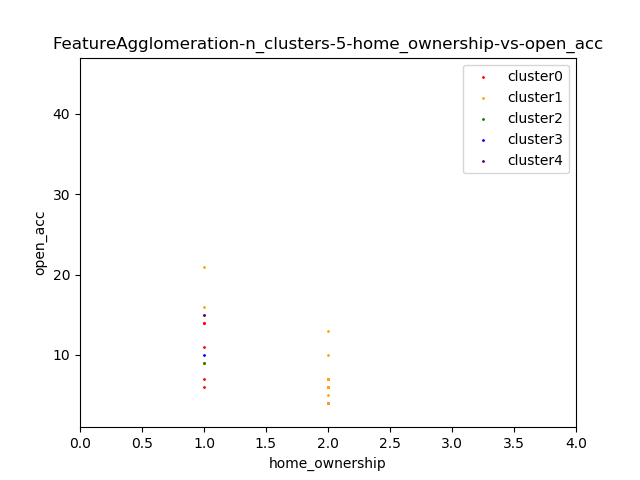 FeatureAgglomeration-n_clusters-5-home_ownership-vs-open_acc
cluster0
cluster1
cluster2
cluster3
cluster4
open_acc
40
30
20
10
0.0 0.5 1.0 1.5 2.0 2.5 3.0 3.5 4.0
home_ownership